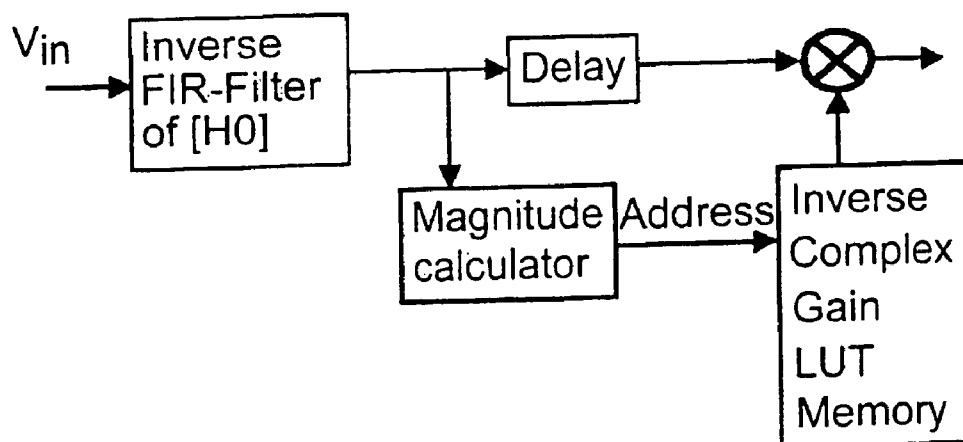 Vin
Inverse
FIR-Filter
of [H0]
Delay
Magnitude
calculator
Address
Inverse
Complex
Gain
LUT
Memory